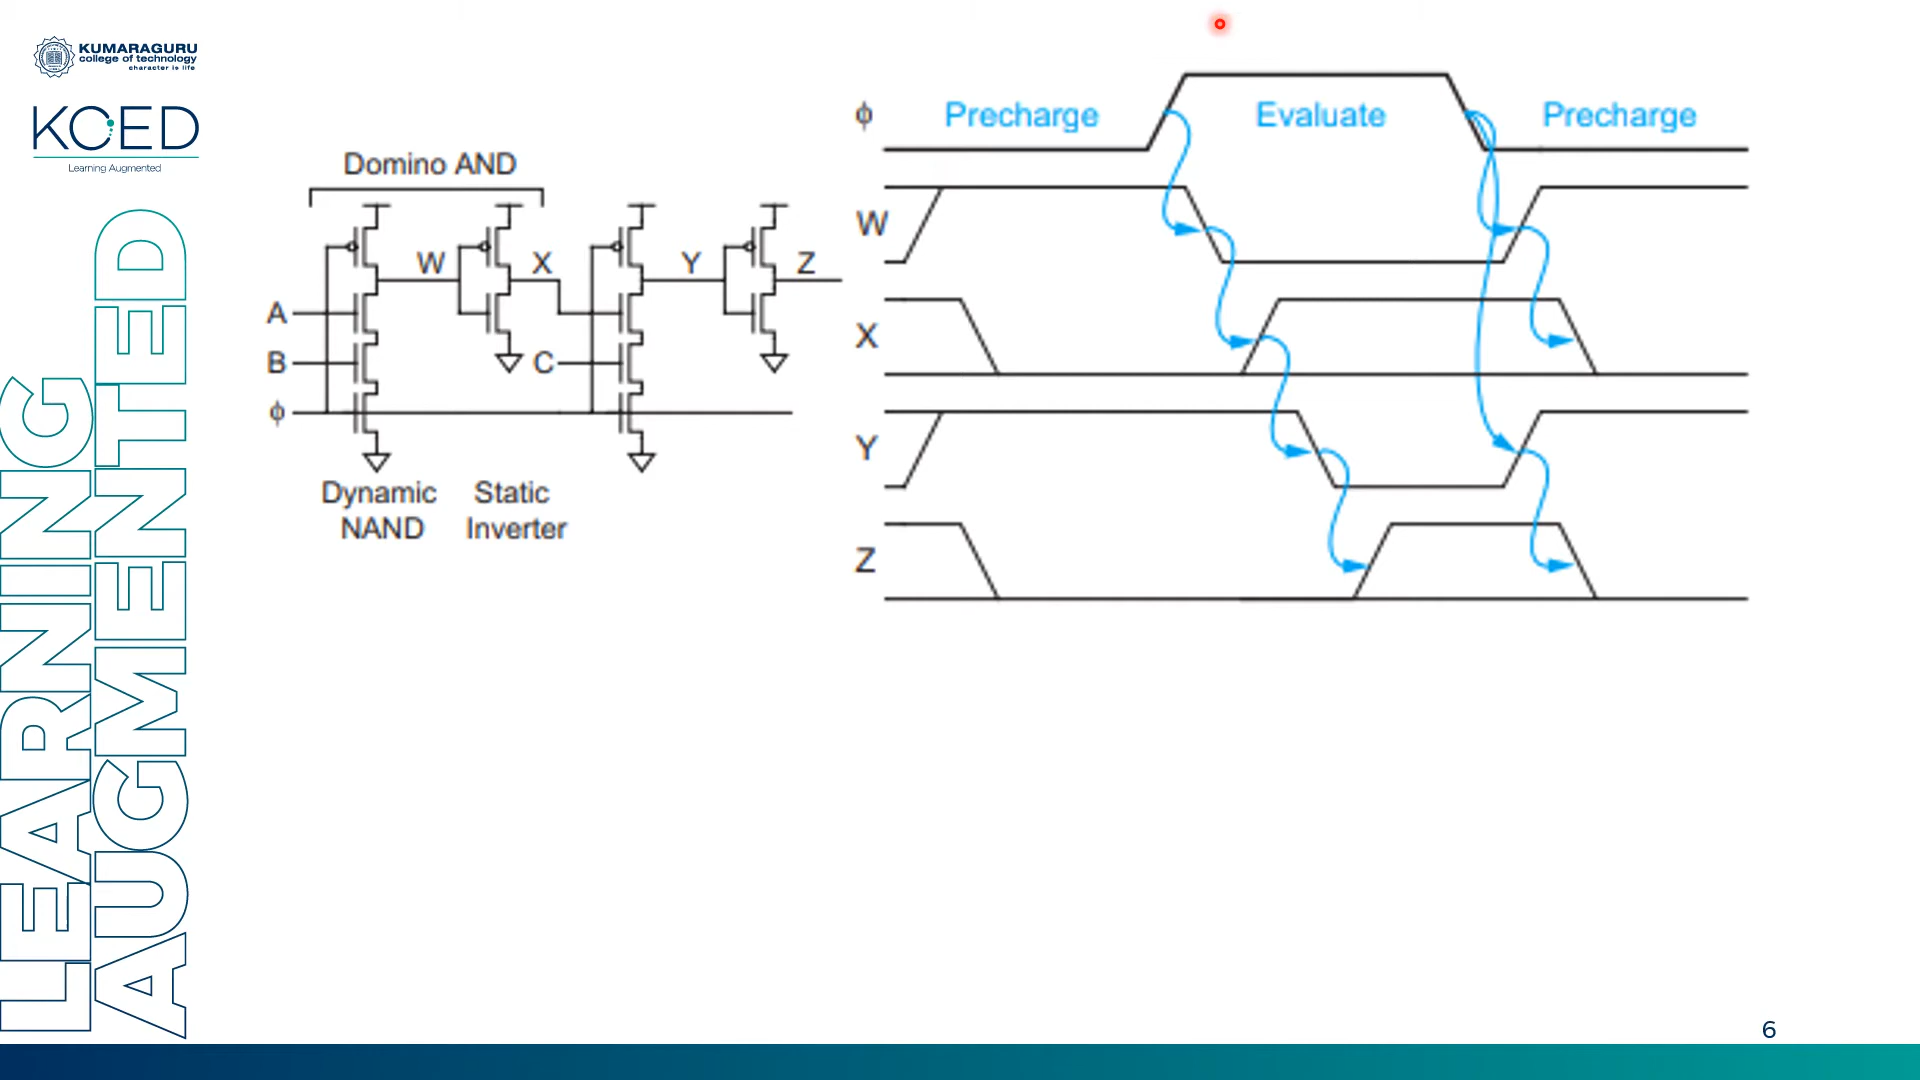 KUMARAGURU
college of technology
character is life
KCED
Learning Augmented
LEARNING
AUGMENTED
Domino AND
W
X
Y
Z
A
B
C
ϕ
Dynamic
NAND
Static
Inverter
ϕ
Precharge
Evaluate
Precharge
W
X
Y
Z
6